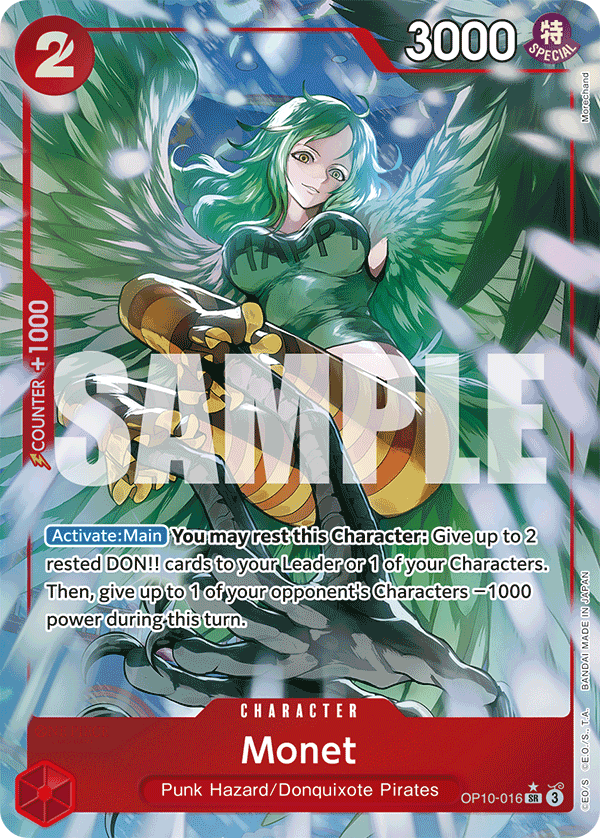 2
3000
特
SPECIAL
Morechand
HAPPY
COUNTER +1000
SAMPLE
Activate:Main You may rest this Character: Give up to 2
rested DON!! cards to your Leader or 1 of your Characters.
Then, give up to 1 of your opponent's Characters −1000
power during this turn.
©E.O./S ©E.O./S.,T.A. BANDAI MADE IN JAPAN
CHARACTER
Monet
Punk Hazard/Donquixote Pirates
OP10-016 ★ SR 3